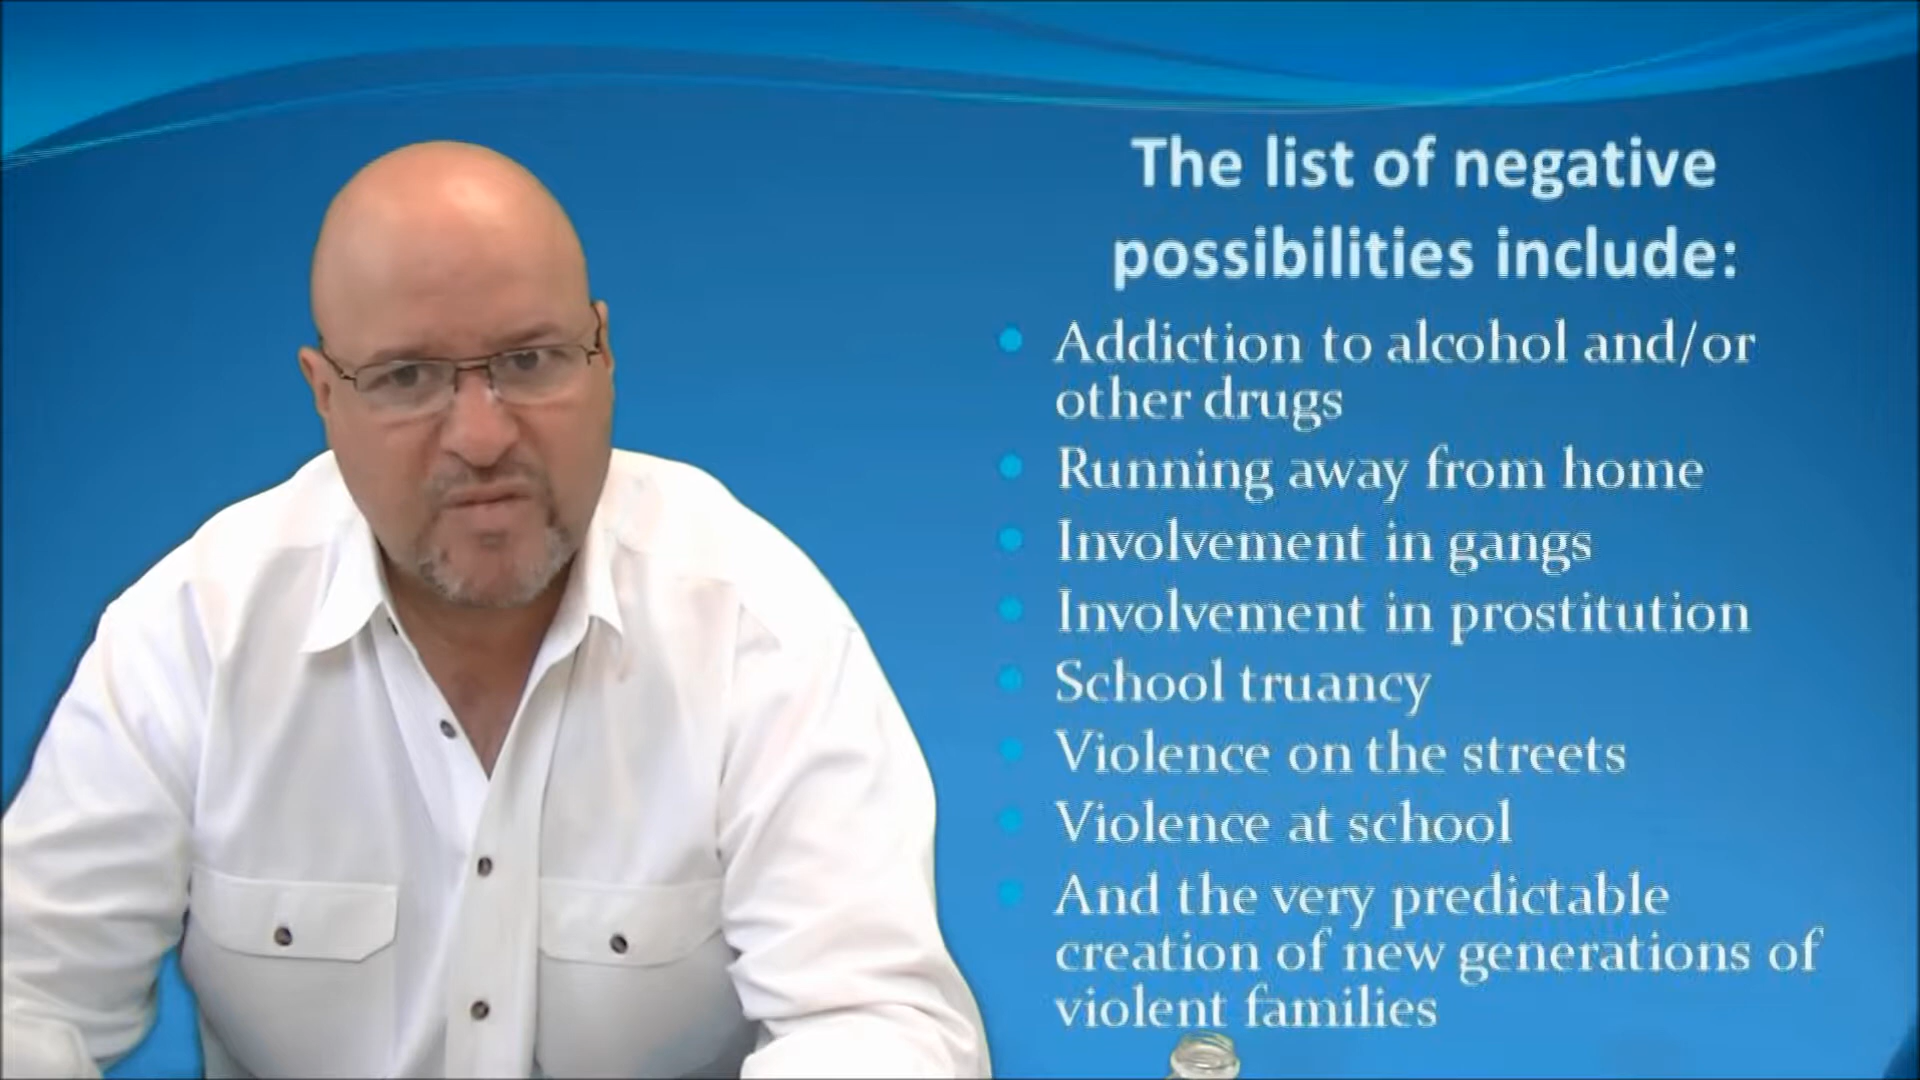 The list of negative
possibilities include:
Addiction to alcohol and/or
other drugs
Running away from home
Involvement in gangs
Involvement in prostitution
School truancy
Violence on the streets
Violence at school
And the very predictable
creation of new generations of
violent families